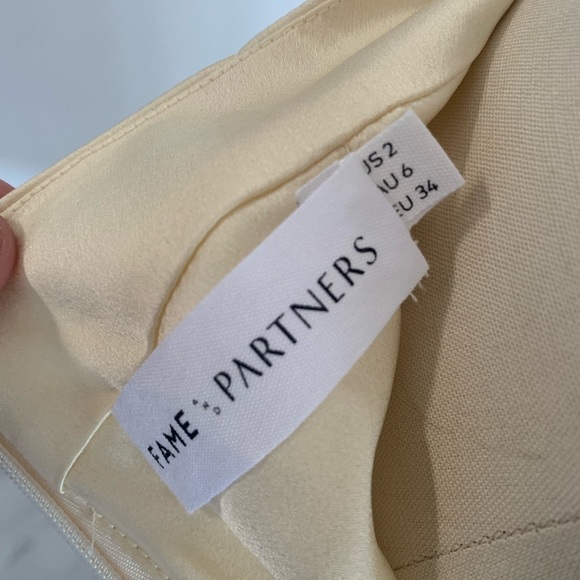 FAME AND PARTNERS
US 2
AU 6
EU 34